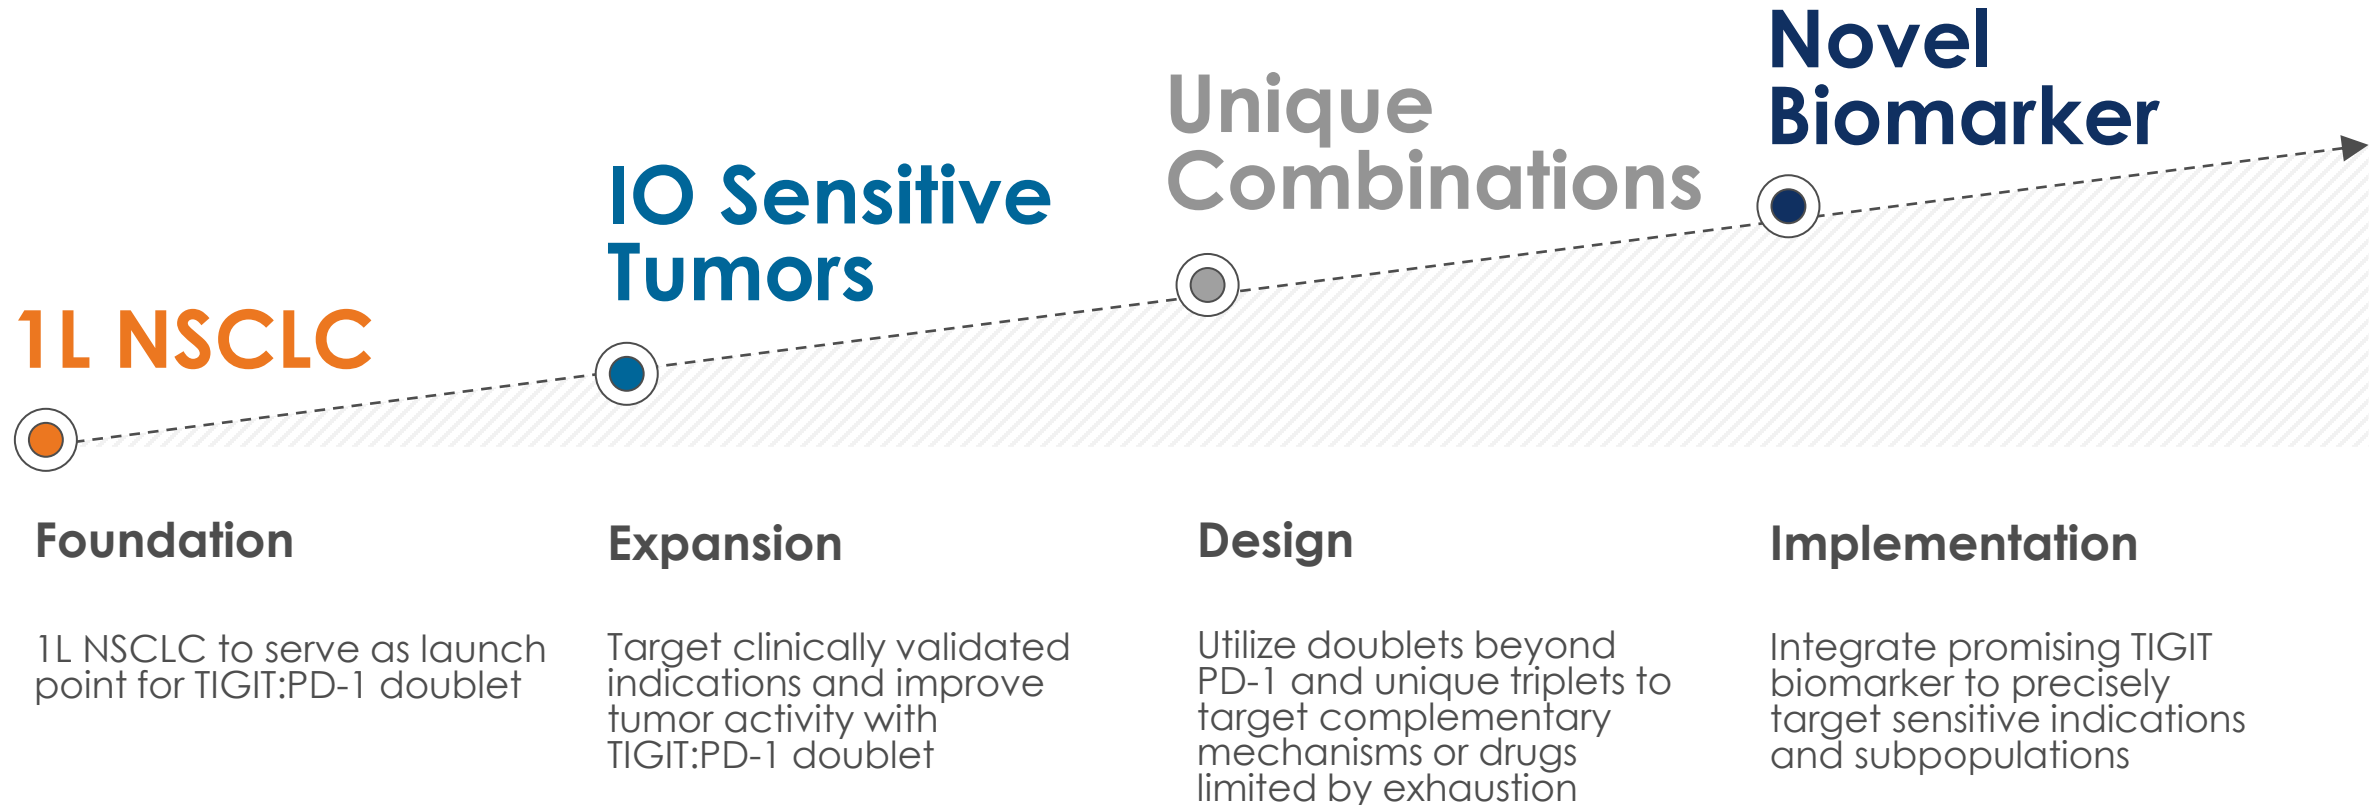 1L NSCLC
IO Sensitive
Tumors
Unique
Combinations
Novel
Biomarker
Foundation
1L NSCLC to serve as launch
point for TIGIT:PD-1 doublet
Expansion
Target clinically validated
indications and improve
tumor activity with
TIGIT:PD-1 doublet
Design
Utilize doublets beyond
PD-1 and unique triplets to
target complementary
mechanisms or drugs
limited by exhaustion
Implementation
Integrate promising TIGIT
biomarker to precisely
target sensitive indications
and subpopulations